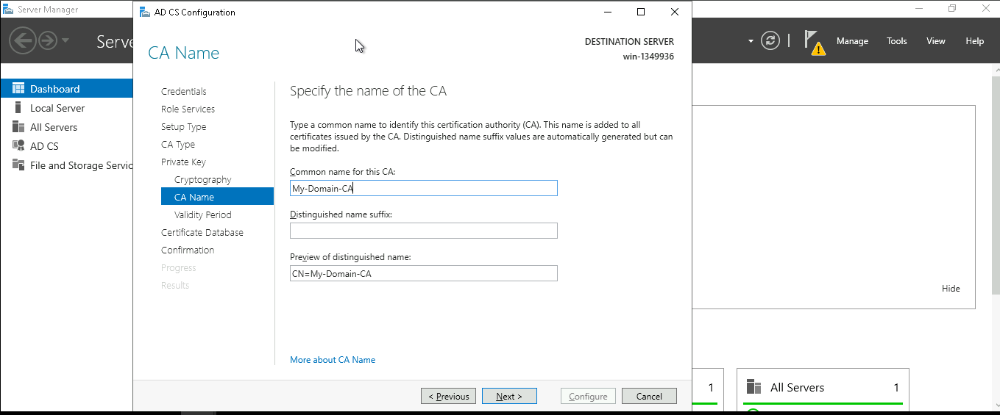 Server Manager
Serve
Manage
Tools
View
Help
Dashboard
Local Server
All Servers
AD CS
File and Storage Servic
AD CS Configuration
CA Name
DESTINATION SERVER
win-1349936
Credentials
Role Services
Setup Type
CA Type
Private Key
Cryptography
CA Name
Validity Period
Certificate Database
Confirmation
Progress
Results
Specify the name of the CA
Type a common name to identify this certification authority (CA). This name is added to all
certificates issued by the CA. Distinguished name suffix values are automatically generated but can
be modified.
Common name for this CA:
My-Domain-CA
Distinguished name suffix:
Preview of distinguished name:
CN=My-Domain-CA
More about CA Name
< Previous
Next >
Configure
Cancel
Hide
1
All Servers 1